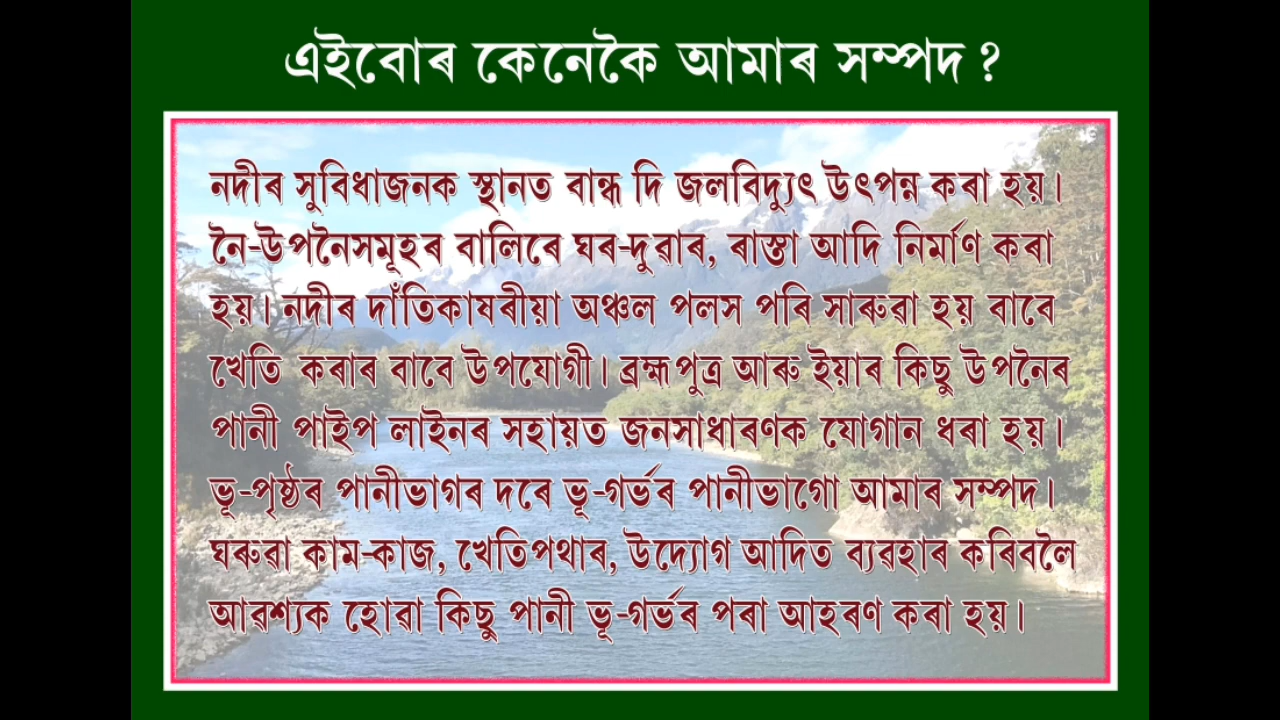 এইবোৰ কেনেকৈ আমাৰ সম্পদ ?
নদীৰ সুবিধাজনক স্থানত বান্ধ দি জলবিদ্যুৎ উৎপন্ন কৰা হয়।
নৈ-উপনৈসমূহৰ বালিৰে ঘৰ-দুৱাৰ, ৰাস্তা আদি নিৰ্মাণ কৰা
হয়। নদীৰ দাঁতিকাষৰীয়া অঞ্চল পলস পৰি সাৰুৱা হয় বাবে
খেতি কৰাৰ বাবে উপযোগী। ব্ৰহ্মপুত্ৰ আৰু ইয়াৰ কিছু উপনৈৰ
পানী পাইপ লাইনৰ সহায়ত জনসাধাৰণক যোগান ধৰা হয়।
ভূ-পৃষ্ঠৰ পানীভাগৰ দৰে ভূ-গৰ্ভৰ পানীভাগো আমাৰ সম্পদ।
ঘৰুৱা কাম-কাজ, খেতিপথাৰ, উদ্যোগ আদিত ব্যৱহাৰ কৰিবলৈ
আৱশ্যক হোৱা কিছু পানী ভূ-গৰ্ভৰ পৰা আহৰণ কৰা হয়।